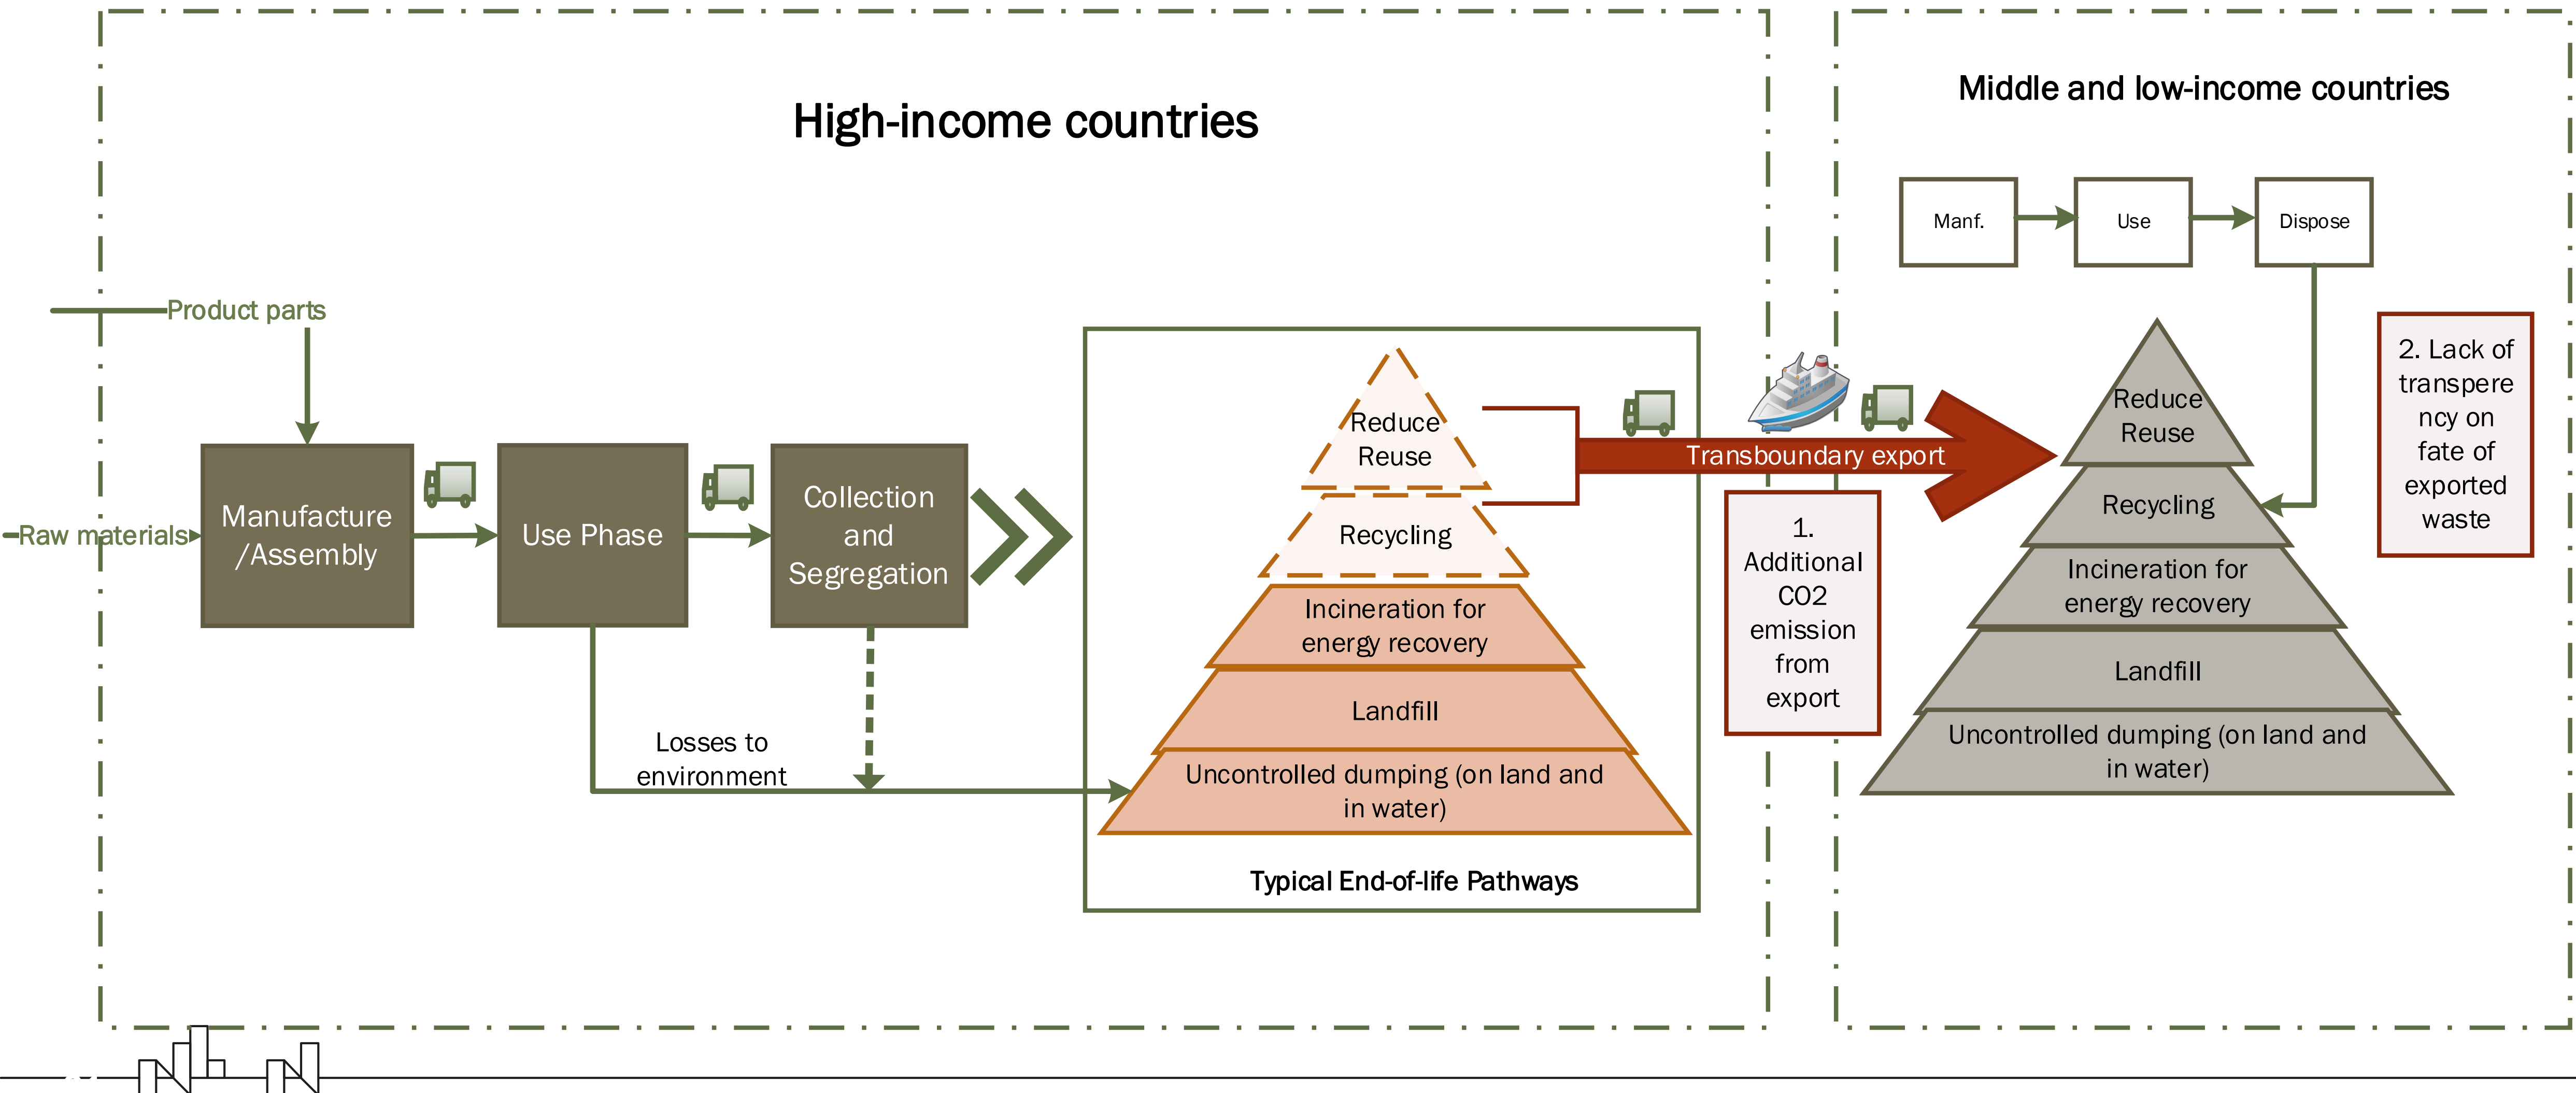 High-income countries
Middle and low-income countries
Manf.
Use
Dispose
Product parts
Raw materials
Manufacture
/Assembly
Use Phase
Collection
and
Segregation
Losses to
environment
Reduce
Reuse
Recycling
Incineration for
energy recovery
Landfill
Uncontrolled dumping (on land and
in water)
Typical End-of-life Pathways
Transboundary export
1.
Additional
CO2
emission
from
export
Reduce
Reuse
Recycling
Incineration for
energy recovery
Landfill
Uncontrolled dumping (on land and
in water)
2. Lack of
transpere
ncy on
fate of
exported
waste